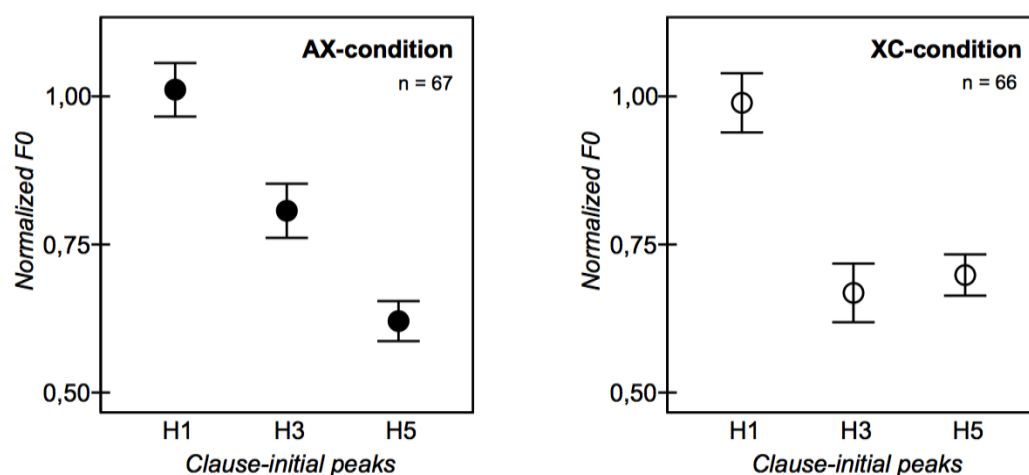 AX-condition
n = 67
1,00
0,75
0,50
Normalized F0
H1 H3 H5
Clause-initial peaks
XC-condition
n = 66
1,00
0,75
0,50
Normalized F0
H1 H3 H5
Clause-initial peaks